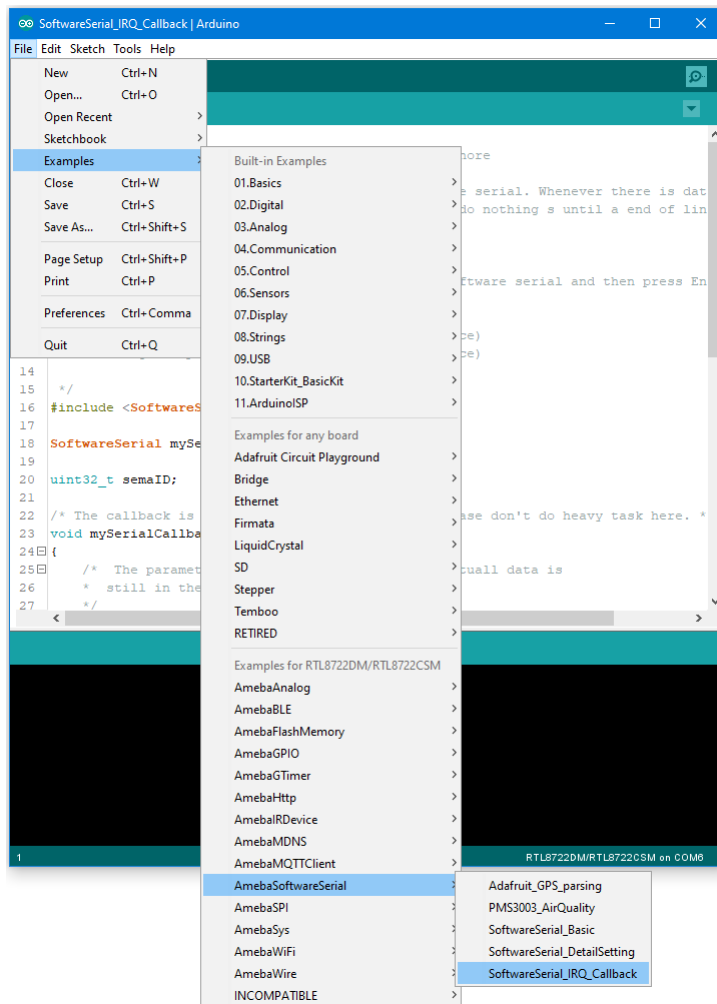 SoftwareSerial_IRQ_Callback | Arduino
File Edit Sketch Tools Help
New Ctrl+N
Open... Ctrl+O
Open Recent
Sketchbook
Examples
Close Ctrl+W
Save Ctrl+S
Save As... Ctrl+Shift+S
Page Setup Ctrl+Shift+P
Print Ctrl+P
Preferences Ctrl+Comma
Quit Ctrl+Q
Built-in Examples
01.Basics
02.Digital
03.Analog
04.Communication
05.Control
06.Sensors
07.Display
08.Strings
09.USB
10.StarterKit_BasicKit
11.ArduinoISP
Examples for any board
Adafruit Circuit Playground
Bridge
Ethernet
Firmata
LiquidCrystal
SD
Stepper
Temboo
RETIRED
Examples for RTL8722DM/RTL8722CSM
AmebaAnalog
AmebaBLE
AmebaFlashMemory
AmebaGPIO
AmebaGTimer
AmebaHttp
AmebaIRDevice
AmebaMDNS
AmebaMQTTClient
AmebaSoftwareSerial
AmebaSPI
AmebaSys
AmebaWiFi
AmebaWire
INCOMPATIBLE
Adafruit_GPS_parsing
PMS3003_AirQuality
SoftwareSerial_Basic
SoftwareSerial_DetailSetting
SoftwareSerial_IRQ_Callback
serial. Whenever there is dat
do nothing s until a end of lin
ftware serial and then press En
14
15 */
16 #include <SoftwareS
17
18 SoftwareSerial mySe
19
20 uint32_t semaID;
21
22 /* The callback is ase don't do heavy task here. *
23 void mySerialCallba
24 {
25 /* The paramet tuall data is
26 * still in the
27 */
1
RTL8722DM/RTL8722CSM on COM6